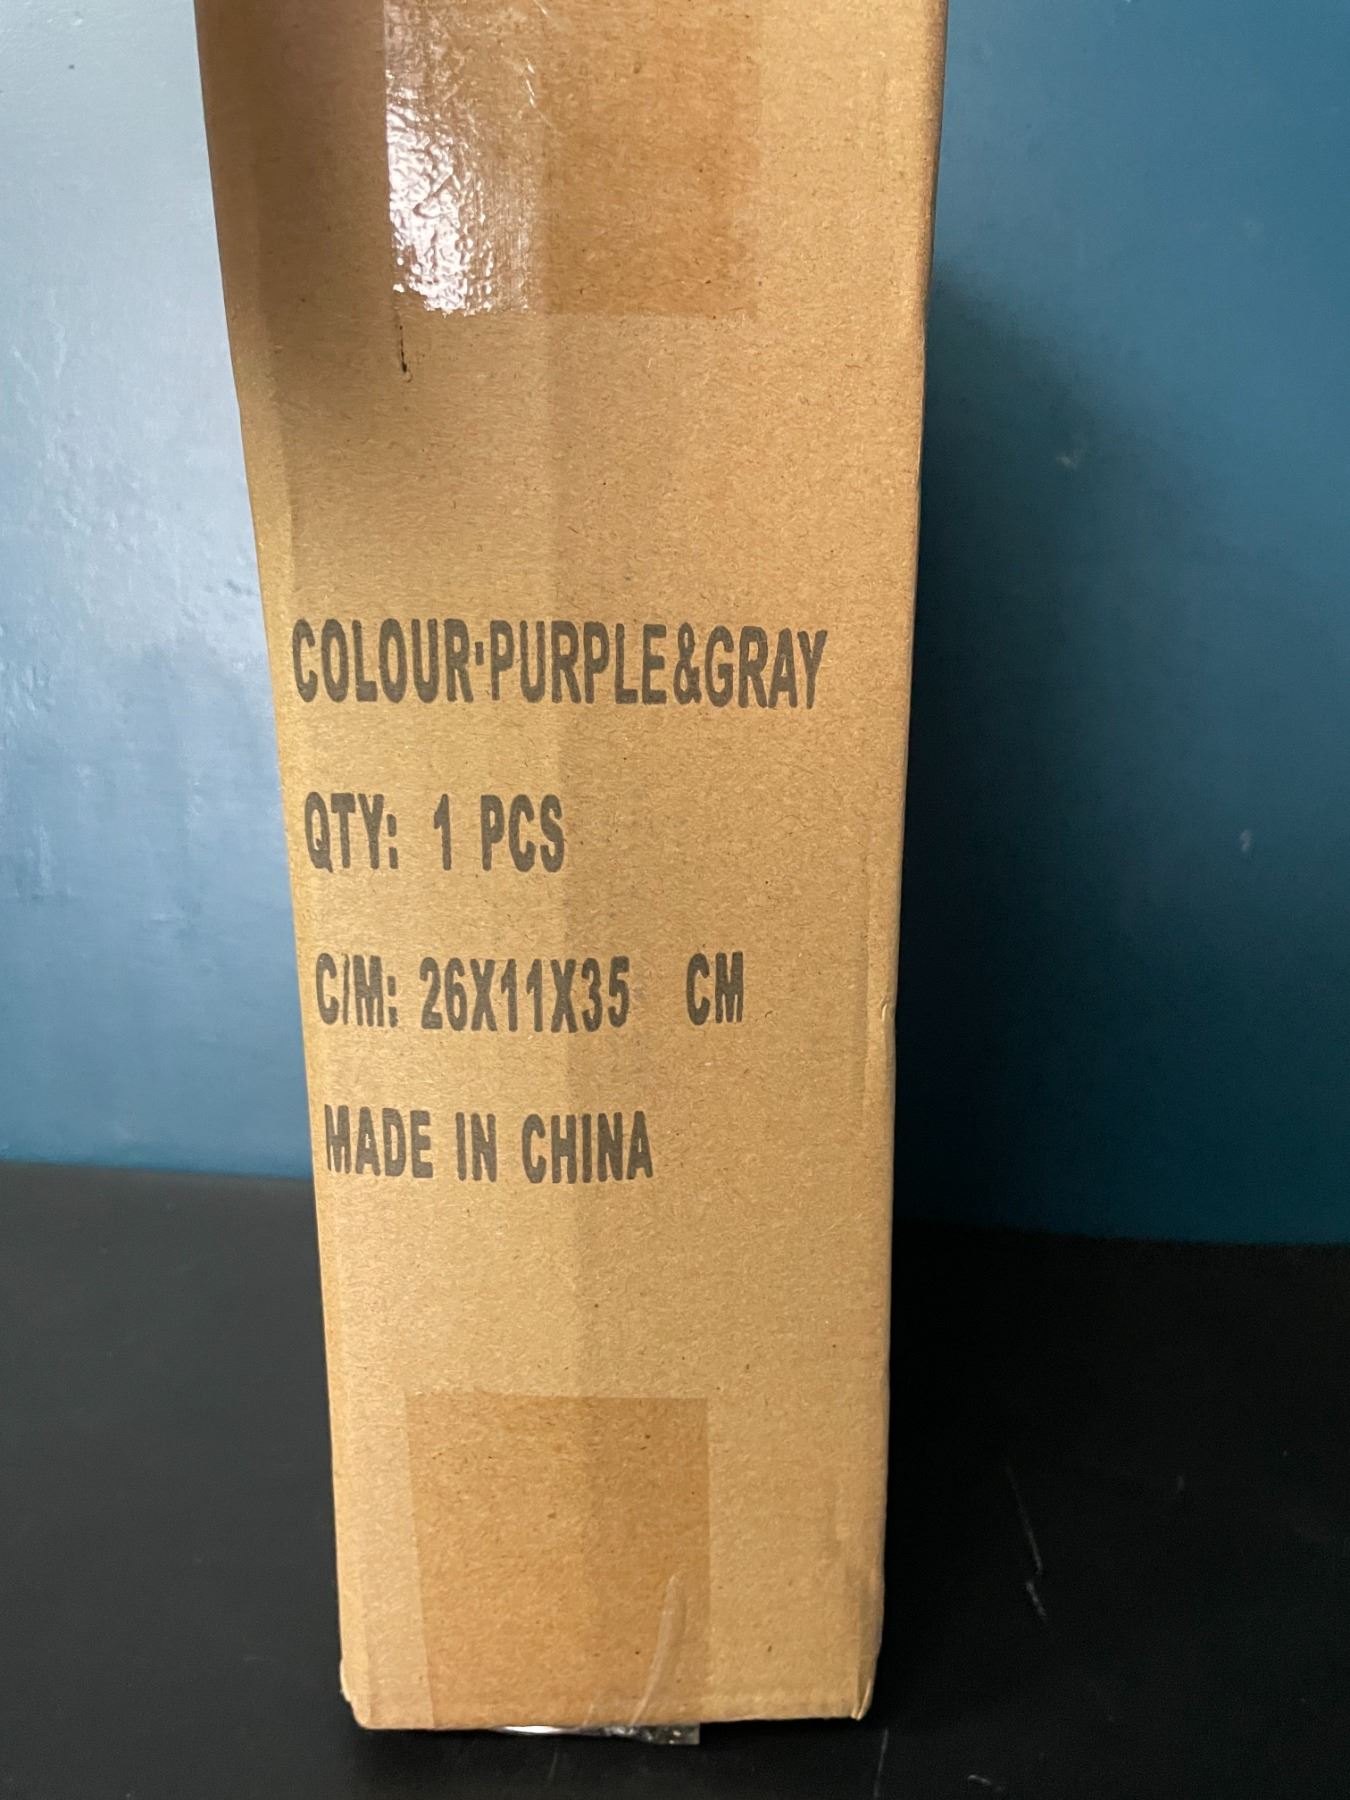 COLOUR:PURPLE&GRAY
QTY: 1 PCS
C/M: 26X11X35 CM
MADE IN CHINA